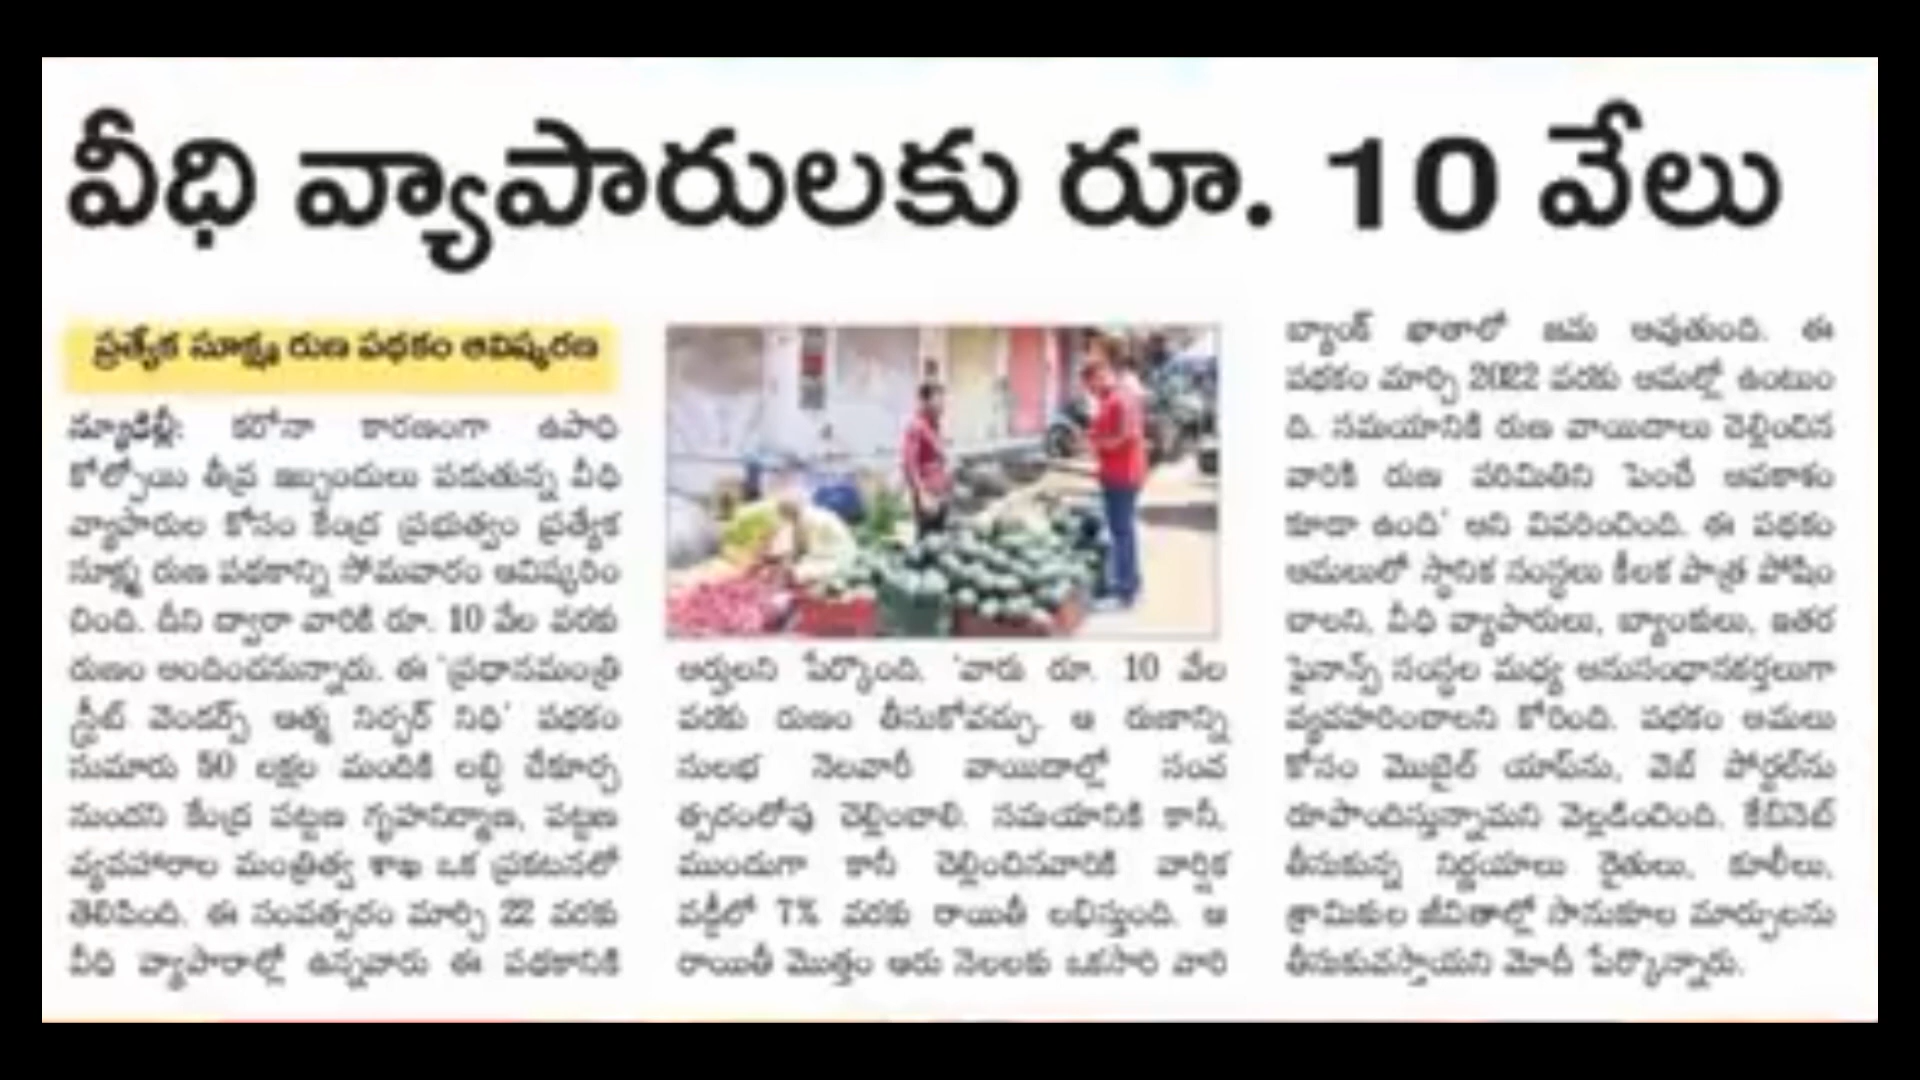 వీధి వ్యాపారులకు రూ. 10 వేలు
ప్రత్యేక సూక్ష్మ రుణ పథకం ఆవిష్కరణ
న్యూఢిల్లీ: కరోనా కారణంగా ఉపాధి
కోల్పోయి తీవ్ర ఇబ్బందులు పడుతున్న వీధి
వ్యాపారుల కోసం కేంద్ర ప్రభుత్వం ప్రత్యేక
సూక్ష్మ రుణ పథకాన్ని సోమవారం ఆవిష్కరిం
చింది. దీని ద్వారా వారికి రూ. 10 వేల వరకు
రుణం అందించనున్నారు. ఈ 'ప్రధానమంత్రి
స్ట్రీట్ వెండర్స్ ఆత్మ నిర్భర్ నిధి' పథకం
సుమారు 50 లక్షల మందికి లబ్ధి చేకూర్చ
నుందని కేంద్ర పట్టణ గృహనిర్మాణ, పట్టణ
వ్యవహారాల మంత్రిత్వ శాఖ ఒక ప్రకటనలో
తెలిపింది. ఈ సంవత్సరం మార్చి 22 వరకు
వీధి వ్యాపారాల్లో ఉన్నవారు ఈ పథకానికి
అర్హులని పేర్కొంది. 'వారు రూ. 10 వేల
వరకు రుణం తీసుకోవచ్చు. ఆ రుణాన్ని
సులభ నెలవారీ వాయిదాల్లో సంవ
త్సరంలోపు చెల్లించాలి. సమయానికి కానీ,
ముందుగా కానీ చెల్లించినవారికి వార్షిక
వడ్డీలో 7% వరకు రాయితీ లభిస్తుంది. ఆ
రాయితీ మొత్తం ఆరు నెలలకు ఒకసారి వారి
బ్యాంక్ ఖాతాలో జమ అవుతుంది. ఈ
పథకం మార్చి 2022 వరకు అమల్లో ఉంటుం
ది. సమయానికి రుణ వాయిదాలు చెల్లించిన
వారికి రుణ పరిమితిని పెంచే అవకాశం
కూడా ఉంది' అని వివరించింది. ఈ పథకం
అమలులో స్థానిక సంస్థలు కీలక పాత్ర పోషిం
చాలని, వీధి వ్యాపారులు, బ్యాంకులు, ఇతర
ఫైనాన్స్ సంస్థల మధ్య అనుసంధానకర్తలుగా
వ్యవహరించాలని కోరింది. పథకం అమలు
కోసం మొబైల్ యాప్‌ను, వెబ్ పోర్టల్‌ను
రూపొందిస్తున్నామని వెల్లడించింది. కేబినెట్
తీసుకున్న నిర్ణయాలు రైతులు, కూలీలు,
శ్రామికుల జీవితాల్లో సానుకూల మార్పులను
తీసుకువస్తాయని మోదీ పేర్కొన్నారు.